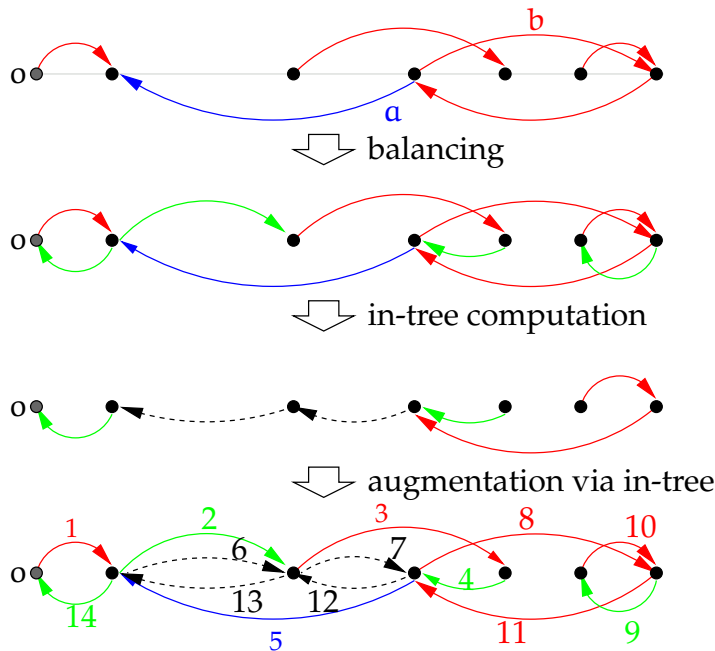 b
o
a
balancing
o
in-tree computation
o
augmentation via in-tree
1 2 3 8 10
6 7
o
4
14 13 12
5 11 9